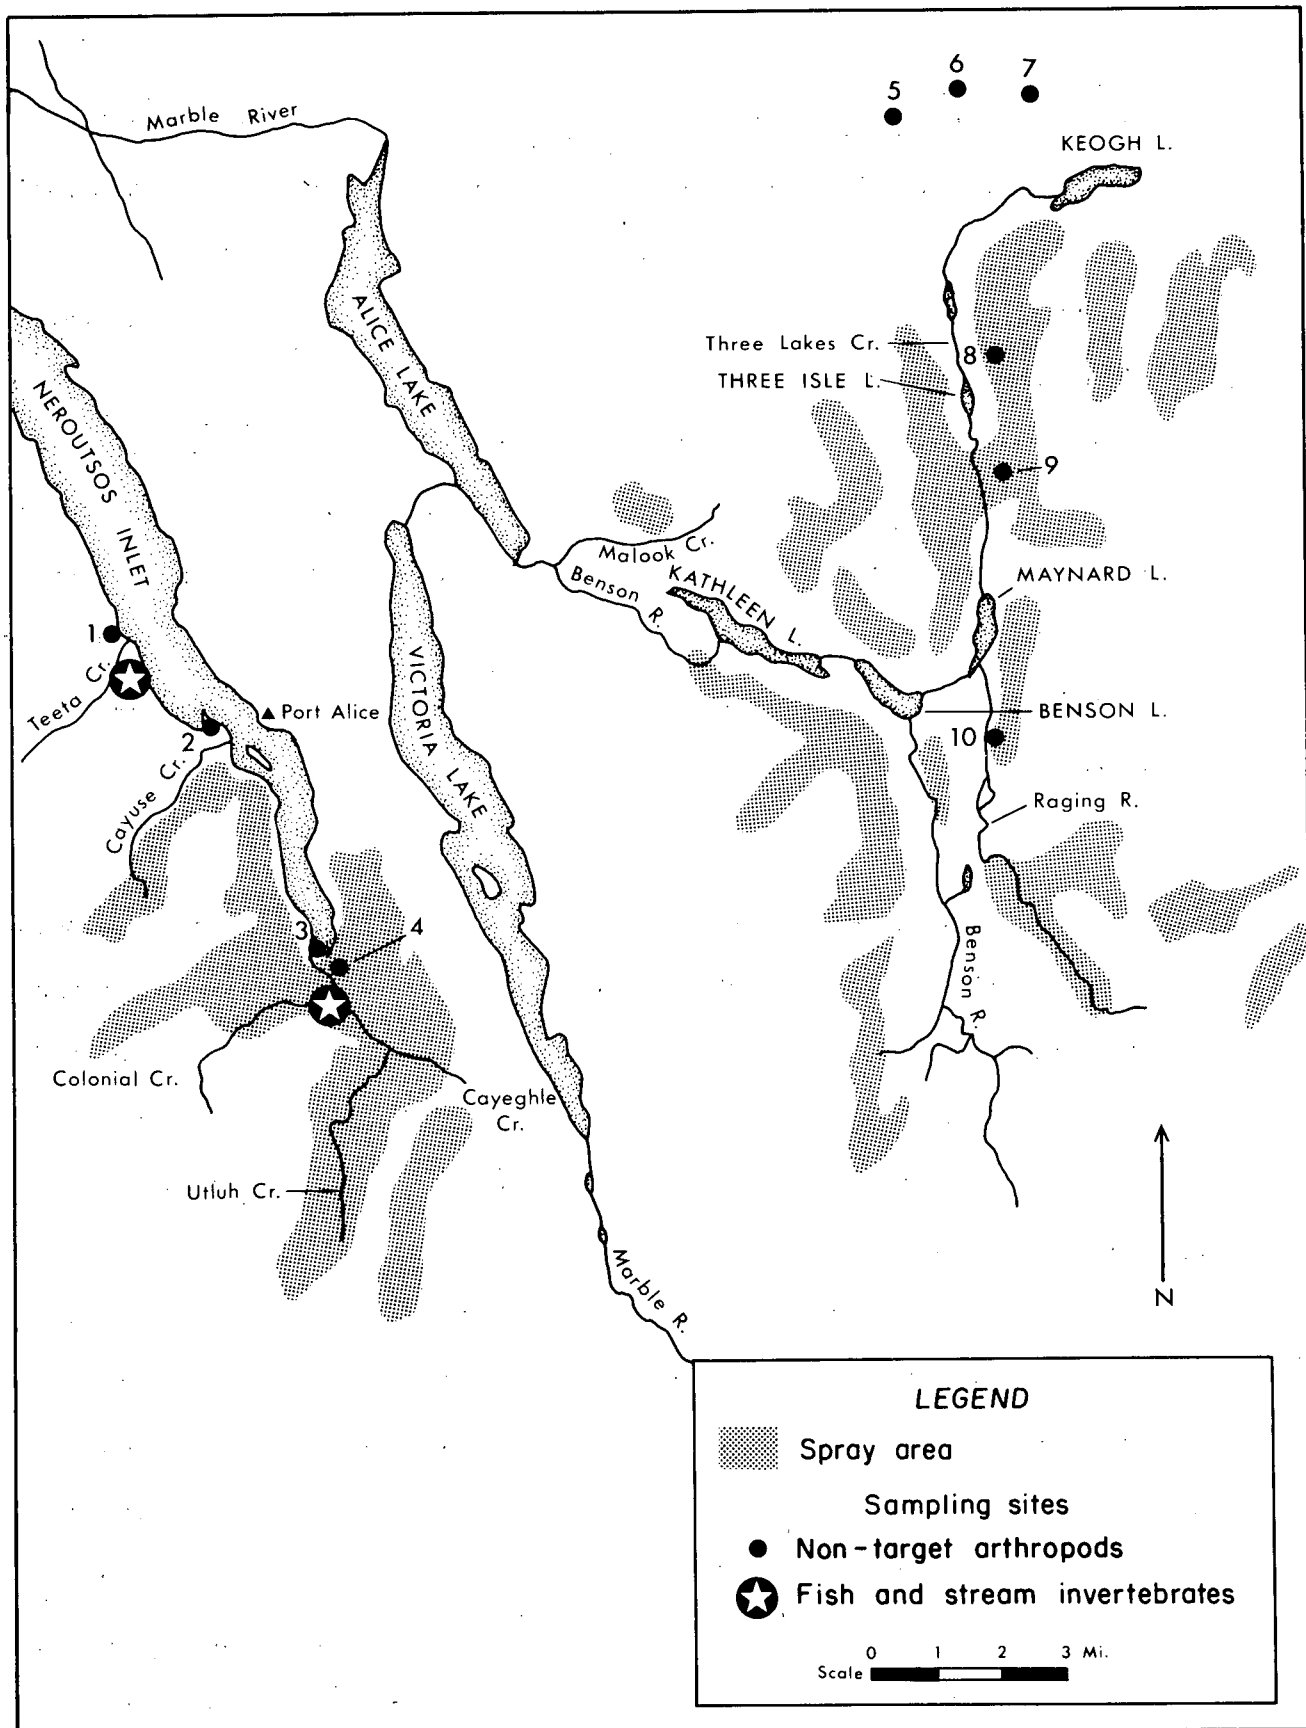 6
7
5
Marble River
KEOGH L.
ALICE LAKE
Three Lakes Cr.
8
THREE ISLE L.
NEROUTSOS INLET
9
Malook Cr.
Benson R.
KATHLEEN L.
MAYNARD L.
1
Teeta Cr.
VICTORIA LAKE
Port Alice
BENSON L.
2
10
Cayuse Cr.
Raging R.
3
4
Benson R.
Colonial Cr.
Cayeghle
Cr.
Utluh Cr.
Marble R.
N
LEGEND
Spray area
Sampling sites
Non-target arthropods
Fish and stream invertebrates
0 1 2 3 Mi.
Scale